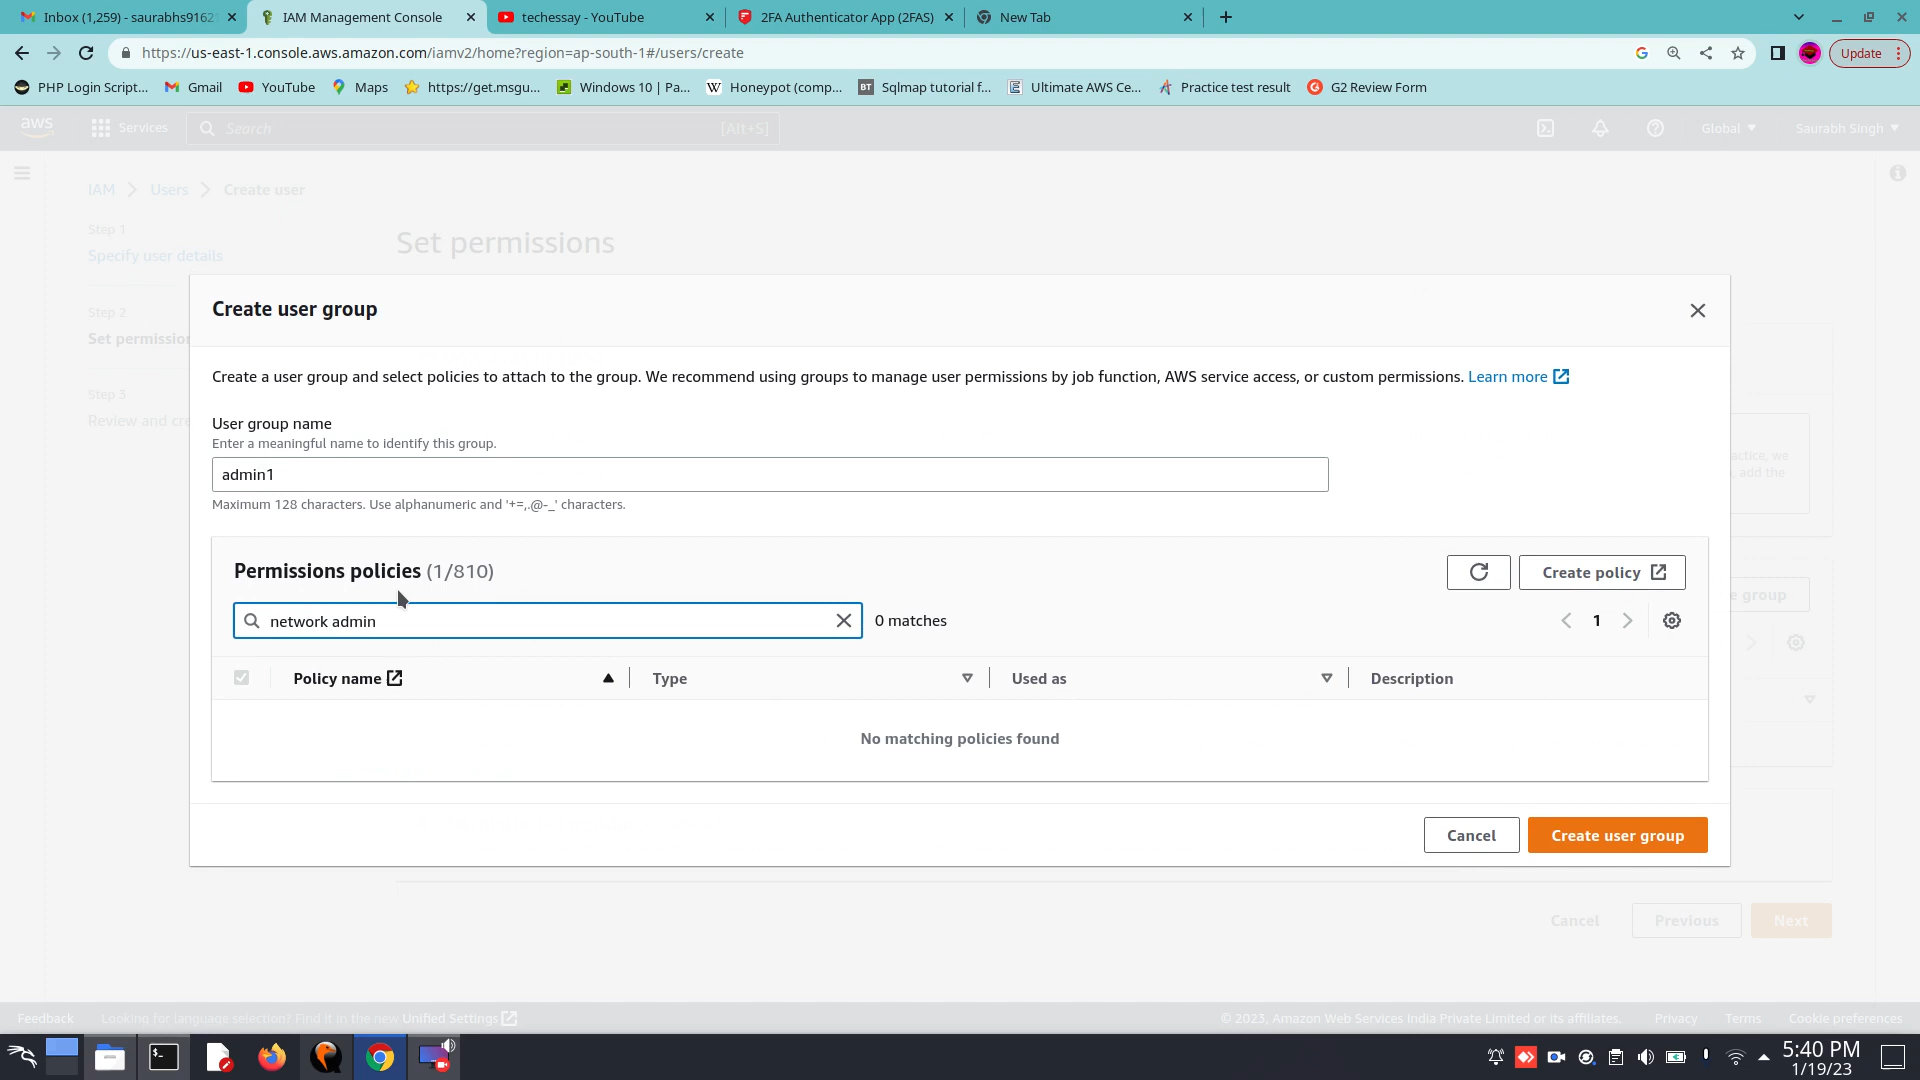 Inbox (1,259) - saurabhs9162
IAM Management Console
techessay - YouTube
2FA Authenticator App (2FAS)
New Tab
https://us-east-1.console.aws.amazon.com/iamv2/home?region=ap-south-1#/users/create
Update
PHP Login Script...
Gmail
YouTube
Maps
https://get.msgu...
Windows 10 | Pa...
W
Honeypot (comp...
BT
Sqlmap tutorial f...
Ultimate AWS Ce...
Practice test result
G2 Review Form
aws
Services
Search
[Alt+S]
Global
Saurabh Singh
IAM
Users
Create user
Step 1
Specify user details
Step 2
Set permission
Step 3
Review and cre
Set permissions
Create user group
Create a user group and select policies to attach to the group. We recommend using groups to manage user permissions by job function, AWS service access, or custom permissions. Learn more
User group name
Enter a meaningful name to identify this group.
admin1
Maximum 128 characters. Use alphanumeric and '+=,.@-_' characters.
actice, we
, add the
Permissions policies (1/810)
Create policy
e group
network admin
0 matches
1
Policy name
Type
Used as
Description
No matching policies found
Cancel
Create user group
Cancel
Previous
Next
Feedback
Looking for language selection? Find it in the new Unified Settings
© 2023, Amazon Web Services India Private Limited or its affiliates.
Privacy
Terms
Cookie preferences
5:40 PM
1/19/23